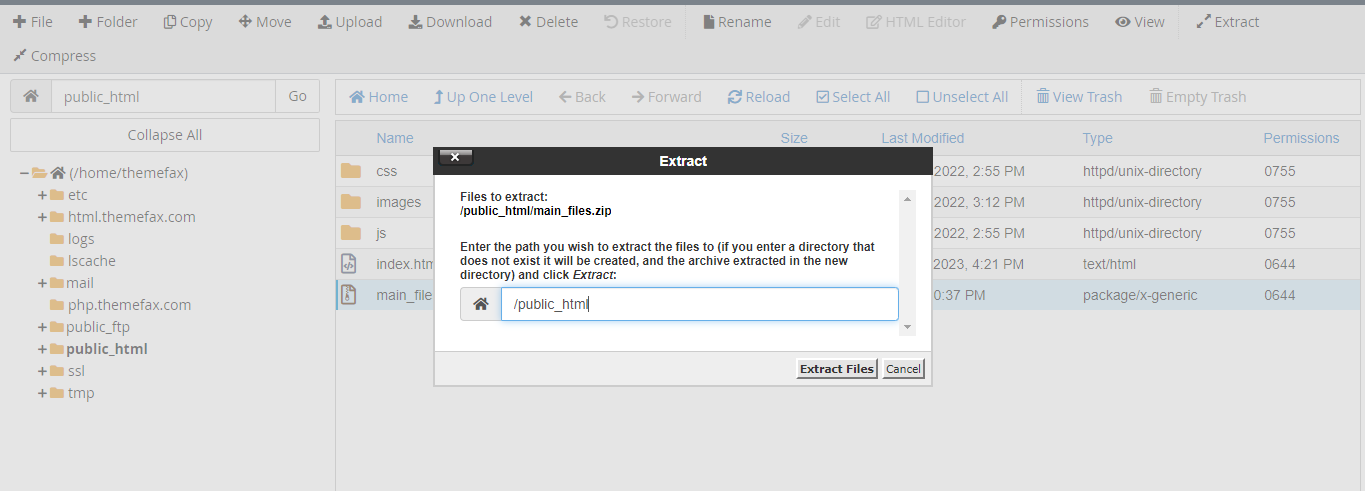 File Folder Copy Move Upload Download Delete Restore Rename Edit HTML Editor Permissions View Extract
Compress
public_html Go
Collapse All
(/home/themefax)
etc
html.themefax.com
logs
lscache
mail
php.themefax.com
public_ftp
public_html
ssl
tmp
Home Up One Level Back Forward Reload Select All Unselect All View Trash Empty Trash
Name Size Last Modified Type Permissions
css 2022, 2:55 PM httpd/unix-directory 0755
images 2022, 3:12 PM httpd/unix-directory 0755
js 2022, 2:55 PM httpd/unix-directory 0755
index.htm 2023, 4:21 PM text/html 0644
main_file 0:37 PM package/x-generic 0644
Extract
Files to extract:
/public_html/main_files.zip
Enter the path you wish to extract the files to (if you enter a directory that
does not exist it will be created, and the archive extracted in the new
directory) and click Extract:
/public_html
Extract Files Cancel